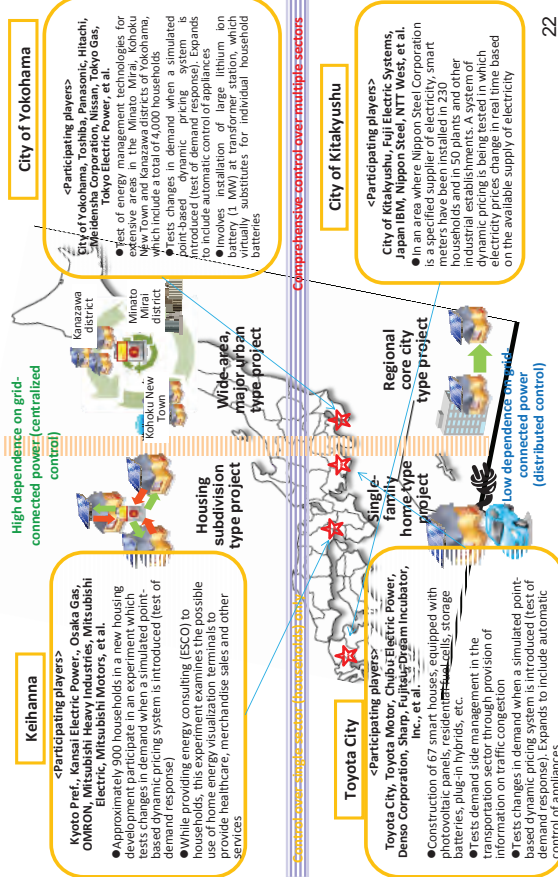 High dependence on grid-
connected power (centralized
control)
Keihanna
<Participating players>
Kyoto Pref., Kansai Electric Power., Osaka Gas,
OMRON, Mitsubishi Heavy Industries, Mitsubishi
Electric, Mitsubishi Motors, et al.
●Approximately 900 households in a new housing
development participate in an experiment which
tests changes in demand when a simulated point-
based dynamic pricing system is introduced (test of
demand response)
●While providing energy consulting (ESCO) to
households, this experiment examines the possible
use of home energy visualization terminals to
provide healthcare, merchandise sales and other
services
Housing
subdivision
type project
Kohoku New
Town
Kanazawa
district
Minato
Mirai
district
Wide-area,
major urban
type project
City of Yokohama
<Participating players>
City of Yokohama, Toshiba, Panasonic, Hitachi,
Meidensha Corporation, Nissan, Tokyo Gas,
Tokyo Electric Power, et al.
●Test of energy management technologies for
extensive areas in the Minato Mirai, Kohoku
New Town and Kanazawa districts of Yokohama,
which include a total of 4,000 households
●Tests changes in demand when a simulated
point-based dynamic pricing system is
introduced (test of demand response). Expands
to include automatic control of appliances
●Involves installation of large lithium ion
battery (1 MW) at transformer station, which
virtually substitutes for individual household
batteries
Comprehensive control over multiple sectors
Toyota City
<Participating players>
Toyota City, Toyota Motor, Chubu Electric Power,
Denso Corporation, Sharp, Fujitsu, Dream Incubator,
Inc., et al.
●Construction of 67 smart houses, equipped with
photovoltaic panels, residential fuel cells, storage
batteries, plug-in hybrids, etc.
●Tests demand side management in the
transportation sector through provision of
information on traffic congestion
●Tests changes in demand when a simulated point-
based dynamic pricing system is introduced (test of
demand response). Expands to include automatic
control of appliances
Single-
family
home type
project
Regional
core city
type project
City of Kitakyushu
<Participating players>
City of Kitakyushu, Fuji Electric Systems,
Japan IBM, Nippon Steel, NTT West, et al.
● In an area where Nippon Steel Corporation
is a specified supplier of electricity, smart
meters have been installed in 230
households and in 50 plants and other
industrial establishments. A system of
dynamic pricing is being tested in which
electricity prices change in real time based
on the available supply of electricity
Low dependence on grid-
connected power
(distributed control)
22